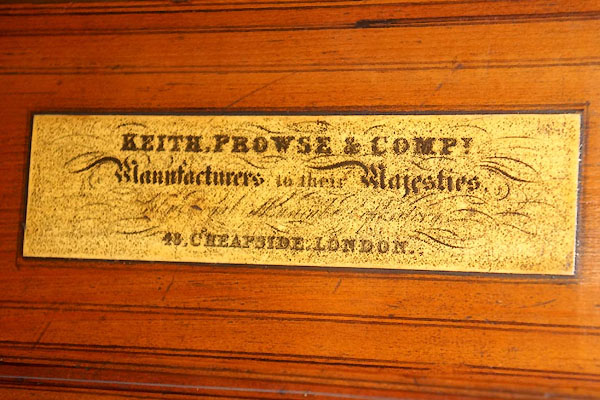 KEITH, PROWSE & COMPY.
Manufacturers to their Majesties,
48, CHEAPSIDE, LONDON.